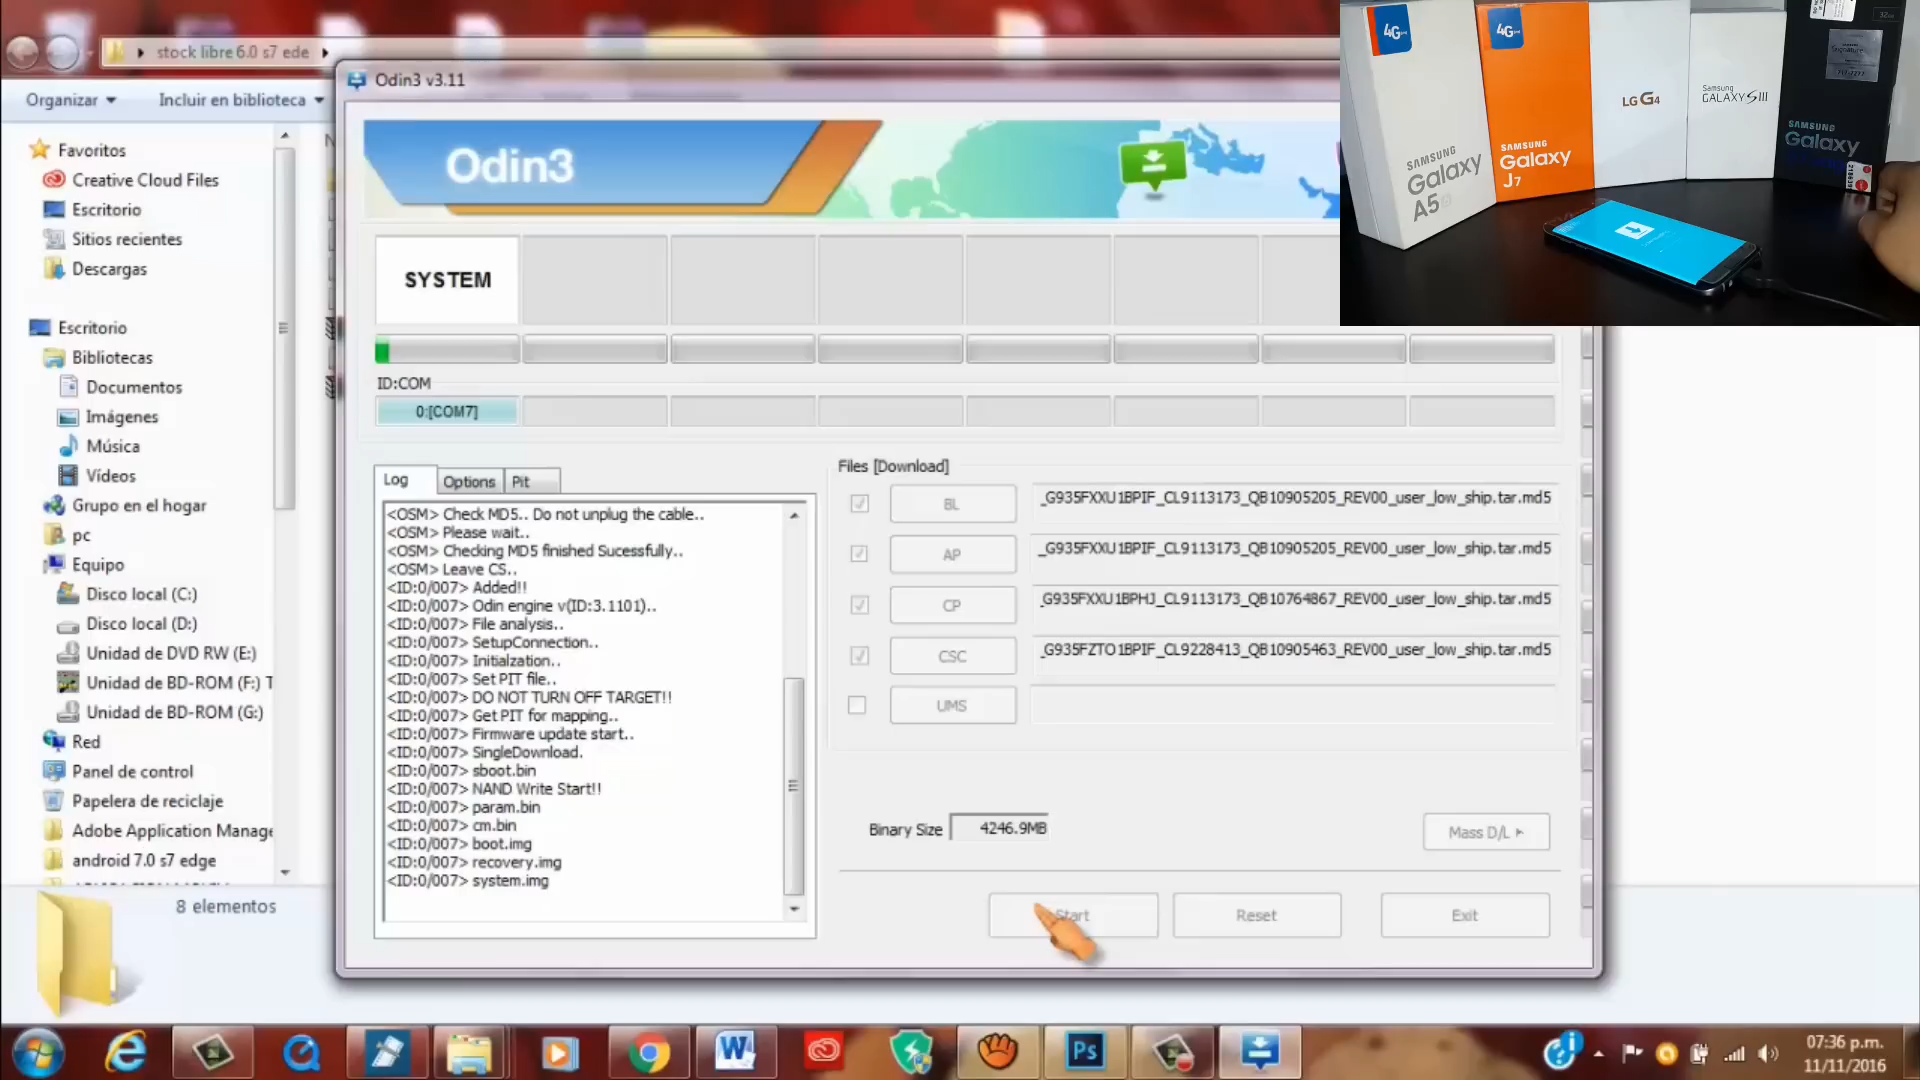 stock libre 6.0 s7 ede
Organizar
Incluir en biblioteca
Favoritos
Creative Cloud Files
Escritorio
Sitios recientes
Descargas
Escritorio
Bibliotecas
Documentos
Imágenes
Música
Vídeos
Grupo en el hogar
pc
Equipo
Disco local (C:)
Disco local (D:)
Unidad de DVD RW (E:)
Unidad de BD-ROM (F:) T
Unidad de BD-ROM (G:)
Red
Panel de control
Papelera de reciclaje
Adobe Application Manage
android 7.0 s7 edge
8 elementos
Odin3 v3.11
Odin3
SYSTEM
ID:COM
0:[COM7]
Log
Options
Pit
<OSM> Check MD5.. Do not unplug the cable..
<OSM> Please wait..
<OSM> Checking MD5 finished Sucessfully..
<OSM> Leave CS..
<ID:0/007> Added!!
<ID:0/007> Odin engine v(ID:3.1101)..
<ID:0/007> File analysis..
<ID:0/007> SetupConnection..
<ID:0/007> Initialzation..
<ID:0/007> Set PIT file..
<ID:0/007> DO NOT TURN OFF TARGET!!
<ID:0/007> Get PIT for mapping..
<ID:0/007> Firmware update start..
<ID:0/007> SingleDownload.
<ID:0/007> sboot.bin
<ID:0/007> NAND Write Start!!
<ID:0/007> param.bin
<ID:0/007> cm.bin
<ID:0/007> boot.img
<ID:0/007> recovery.img
<ID:0/007> system.img
Files [Download]
BL
_G935FXXU1BPIF_CL9113173_QB10905205_REV00_user_low_ship.tar.md5
AP
_G935FXXU1BPIF_CL9113173_QB10905205_REV00_user_low_ship.tar.md5
CP
_G935FXXU1BPHJ_CL9113173_QB10764867_REV00_user_low_ship.tar.md5
CSC
_G935FZTO1BPIF_CL9228413_QB10905463_REV00_user_low_ship.tar.md5
UMS
Binary Size
4246.9MB
Mass D/L
Start
Reset
Exit
4G
SAMSUNG
Galaxy
A5
4G
SAMSUNG
Galaxy
J7
LG G4
Samsung
GALAXY SIII
SAMSUNG
Galaxy
W
Ps
07:36 p.m.
11/11/2016